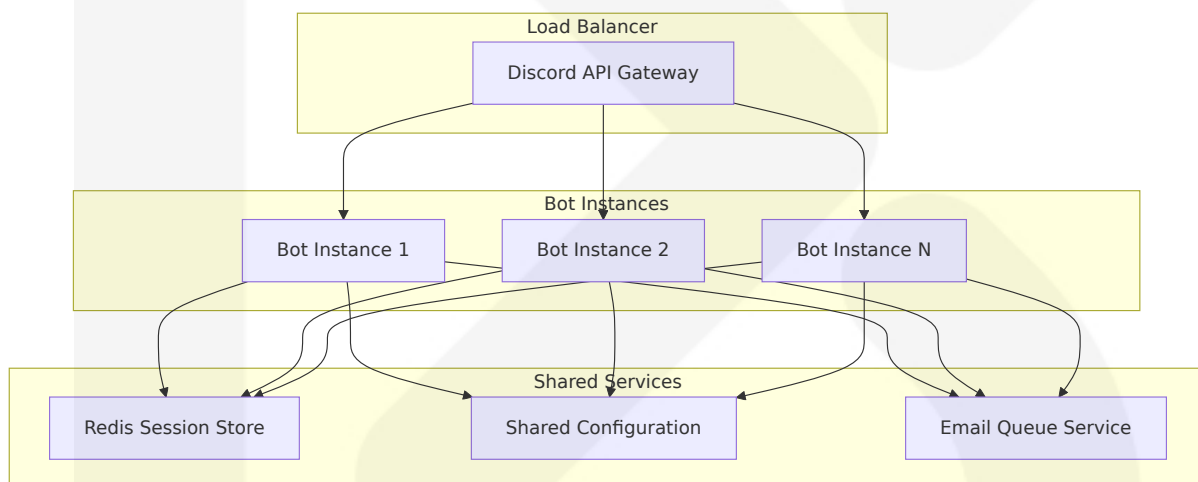 Load Balancer
Discord API Gateway
Bot Instances
Bot Instance 1
Bot Instance 2
Bot Instance N
Shared Services
Redis Session Store
Shared Configuration
Email Queue Service